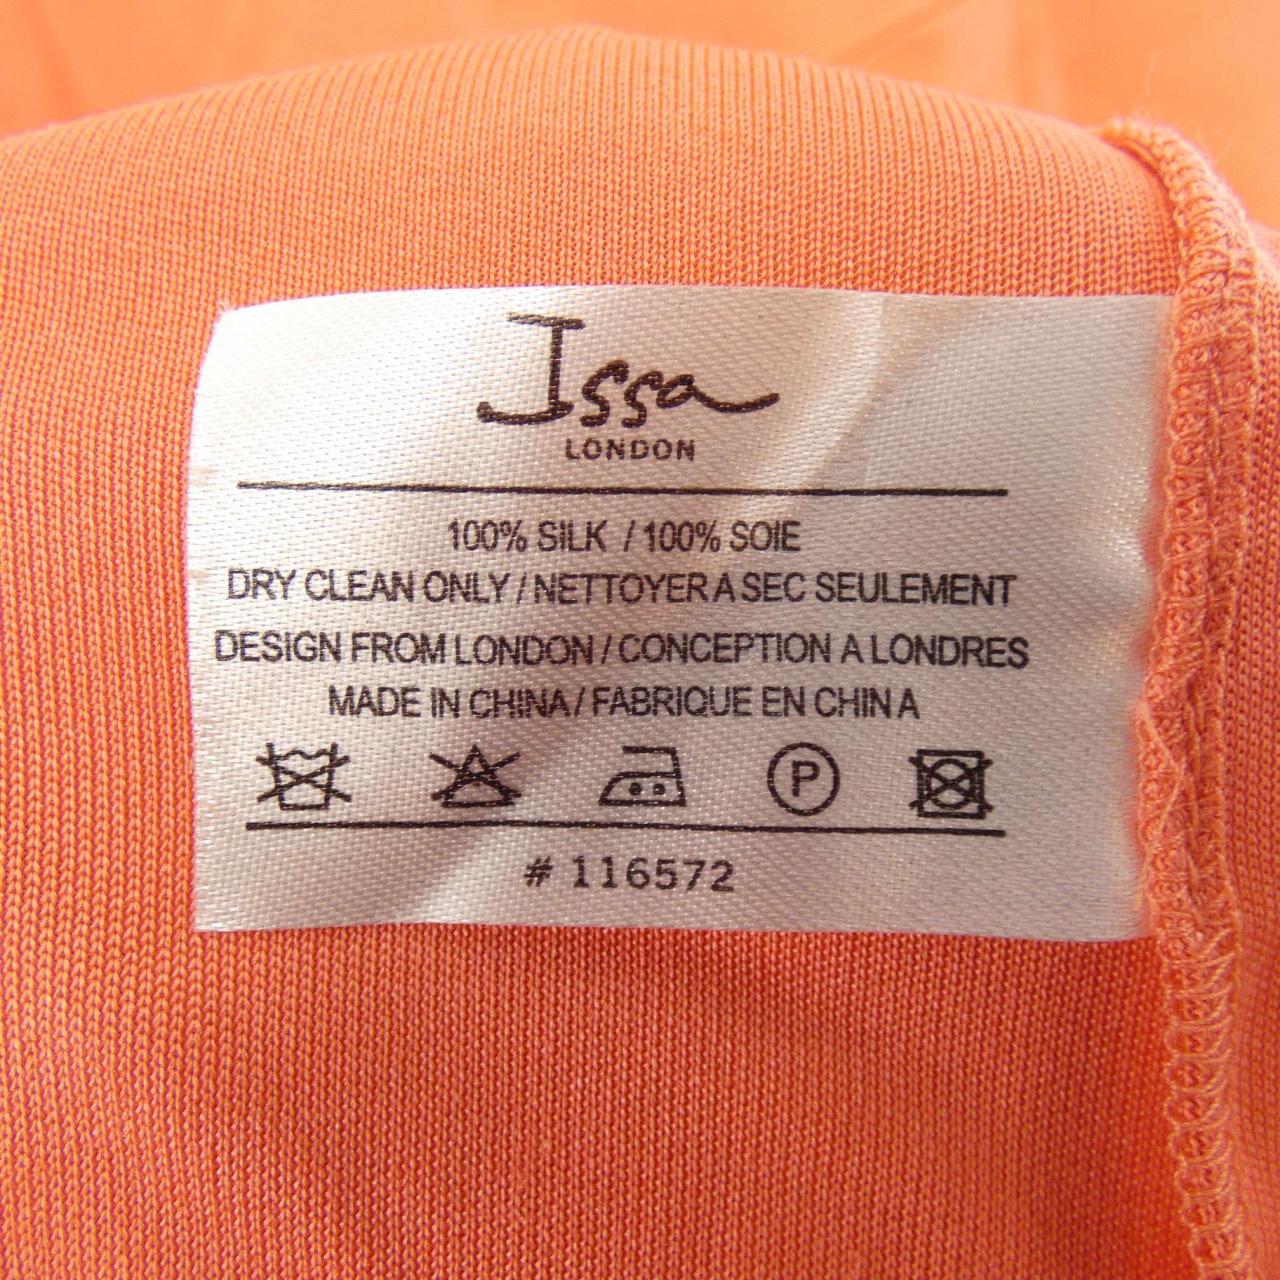 Issa
LONDON
100% SILK / 100% SOIE
DRY CLEAN ONLY / NETTOYER A SEC SEULEMENT
DESIGN FROM LONDON / CONCEPTION A LONDRES
MADE IN CHINA / FABRIQUE EN CHINA
P
# 116572